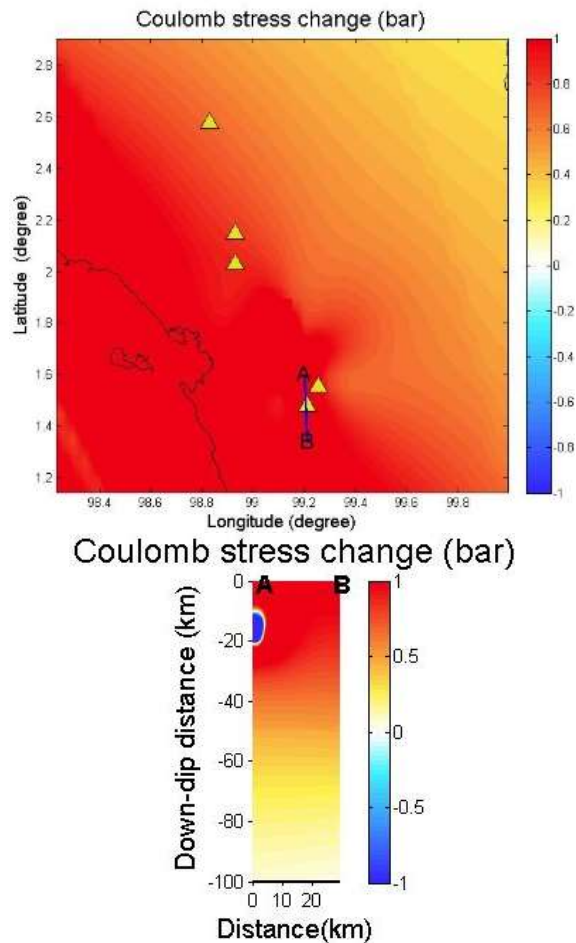 Coulomb stress change (bar)
2.8
2.6
2.4
2.2
2
1.8
1.6
1.4
1.2
Latitude (degree)
98.4 98.6 98.8 99 99.2 99.4 99.6 99.8
Longitude (degree)
1
0.8
0.6
0.4
0.2
0
-0.2
-0.4
-0.6
-0.8
-1
A
B
Coulomb stress change (bar)
A B
0
-20
-40
-60
-80
-100
Down-dip distance (km)
0 10 20
Distance(km)
1
0.5
0
-0.5
-1